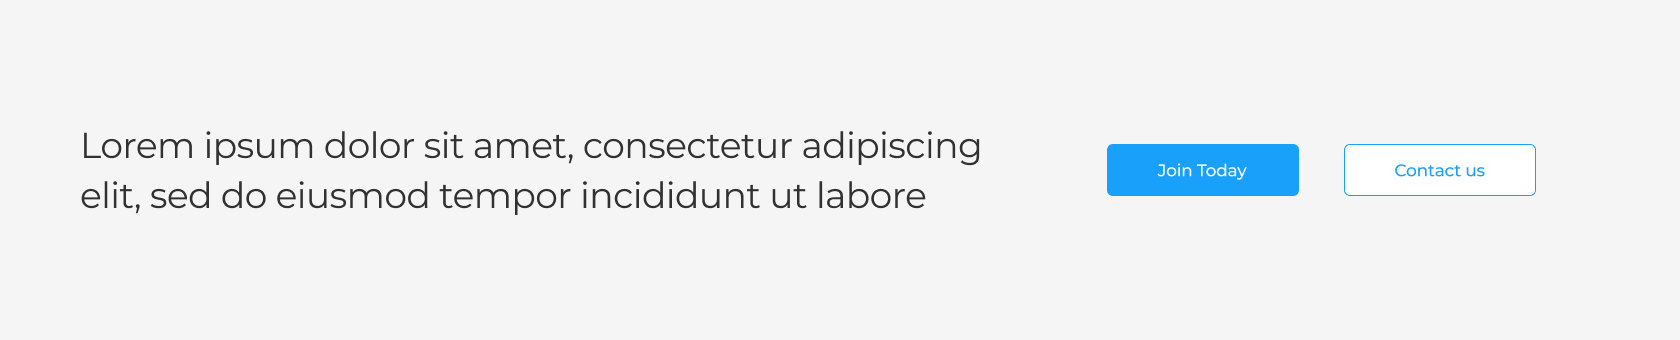 Lorem ipsum dolor sit amet, consectetur adipiscing
elit, sed do eiusmod tempor incididunt ut labore
Join Today
Contact us